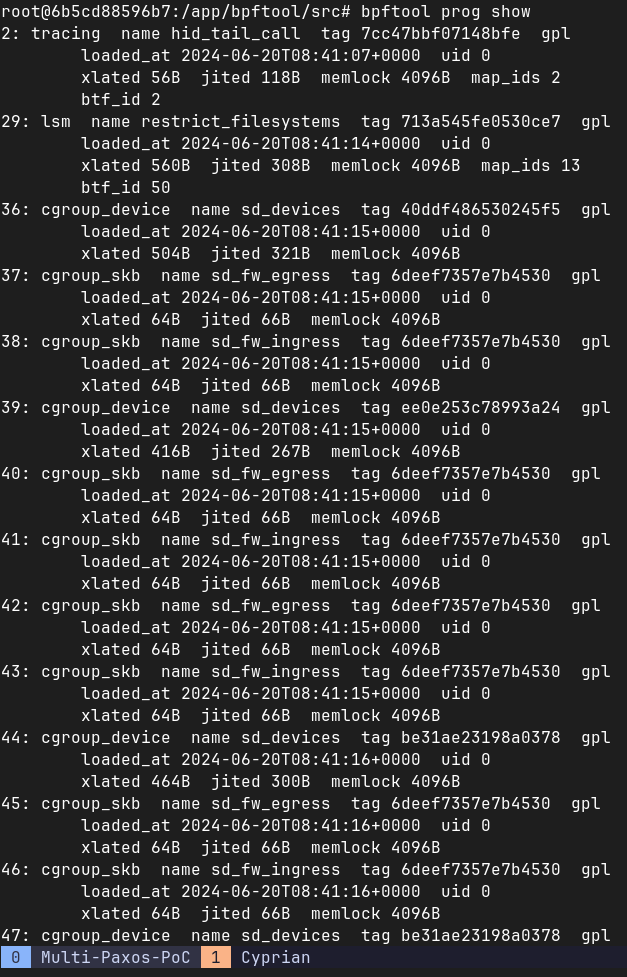 root@6b5cd88596b7:/app/bpftool/src# bpftool prog show
2: tracing  name hid_tail_call  tag 7cc47bbf07148bfe  gpl
        loaded_at 2024-06-20T08:41:07+0000  uid 0
        xlated 56B  jited 118B  memlock 4096B  map_ids 2
        btf_id 2
29: lsm  name restrict_filesystems  tag 713a545fe0530ce7  gpl
        loaded_at 2024-06-20T08:41:14+0000  uid 0
        xlated 560B  jited 308B  memlock 4096B  map_ids 13
        btf_id 50
36: cgroup_device  name sd_devices  tag 40ddf486530245f5  gpl
        loaded_at 2024-06-20T08:41:15+0000  uid 0
        xlated 504B  jited 321B  memlock 4096B
37: cgroup_skb  name sd_fw_egress  tag 6deef7357e7b4530  gpl
        loaded_at 2024-06-20T08:41:15+0000  uid 0
        xlated 64B  jited 66B  memlock 4096B
38: cgroup_skb  name sd_fw_ingress  tag 6deef7357e7b4530  gpl
        loaded_at 2024-06-20T08:41:15+0000  uid 0
        xlated 64B  jited 66B  memlock 4096B
39: cgroup_device  name sd_devices  tag ee0e253c78993a24  gpl
        loaded_at 2024-06-20T08:41:15+0000  uid 0
        xlated 416B  jited 267B  memlock 4096B
40: cgroup_skb  name sd_fw_egress  tag 6deef7357e7b4530  gpl
        loaded_at 2024-06-20T08:41:15+0000  uid 0
        xlated 64B  jited 66B  memlock 4096B
41: cgroup_skb  name sd_fw_ingress  tag 6deef7357e7b4530  gpl
        loaded_at 2024-06-20T08:41:15+0000  uid 0
        xlated 64B  jited 66B  memlock 4096B
42: cgroup_skb  name sd_fw_egress  tag 6deef7357e7b4530  gpl
        loaded_at 2024-06-20T08:41:15+0000  uid 0
        xlated 64B  jited 66B  memlock 4096B
43: cgroup_skb  name sd_fw_ingress  tag 6deef7357e7b4530  gpl
        loaded_at 2024-06-20T08:41:15+0000  uid 0
        xlated 64B  jited 66B  memlock 4096B
44: cgroup_device  name sd_devices  tag be31ae23198a0378  gpl
        loaded_at 2024-06-20T08:41:16+0000  uid 0
        xlated 464B  jited 300B  memlock 4096B
45: cgroup_skb  name sd_fw_egress  tag 6deef7357e7b4530  gpl
        loaded_at 2024-06-20T08:41:16+0000  uid 0
        xlated 64B  jited 66B  memlock 4096B
46: cgroup_skb  name sd_fw_ingress  tag 6deef7357e7b4530  gpl
        loaded_at 2024-06-20T08:41:16+0000  uid 0
        xlated 64B  jited 66B  memlock 4096B
47: cgroup_device  name sd_devices  tag be31ae23198a0378  gpl
0 Multi-Paxos-PoC 1 Cyprian